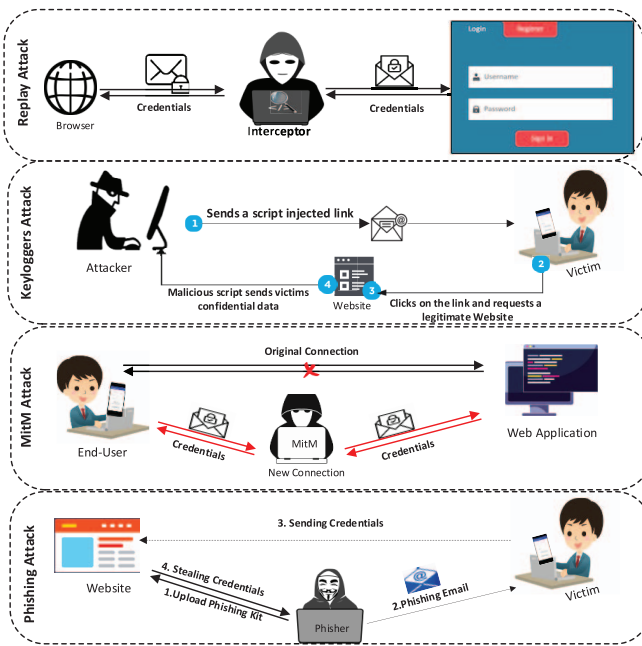 Replay Attack
Browser
Credentials
Interceptor
Credentials
Login
Register
Username
Password
Sign In
Keyloggers Attack
Attacker
1
Sends a script injected link
Victim
2
Clicks on the link and requests a
legitimate Website
3
Website
4
Malicious script sends victims
confidential data
MitM Attack
Original Connection
End-User
Credentials
MitM
New Connection
Credentials
Web Application
Phishing Attack
Website
3. Sending Credentials
4. Stealing Credentials
1.Upload Phishing Kit
Phisher
2.Phishing Email
Victim